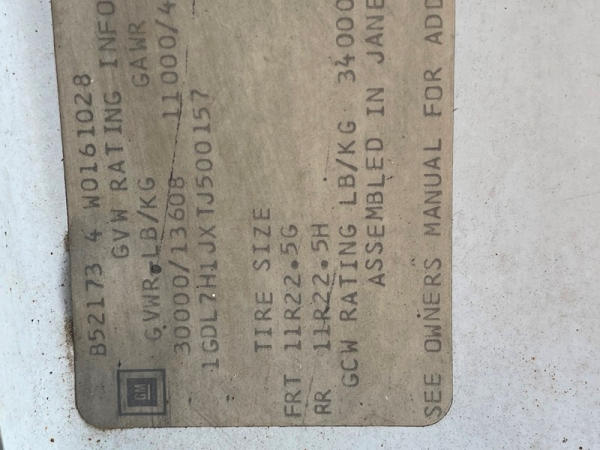 B52173 4 W0161028
GVW RATING INFO
GVWR LB/KG GAWR
30000/13608 11000/4
1GDL7H1JXTJ500157
TIRE SIZE
FRT 11R22.5G
RR 11R22.5H
GCW RATING LB/KG 34000
ASSEMBLED IN JANE
SEE OWNERS MANUAL FOR ADD
GM